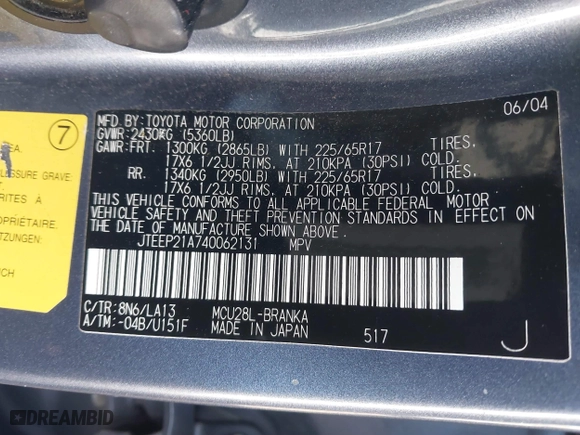 MFD.BY TOYOTA MOTOR CORPORATION 06/04
GVWR:2430KG (5360LB)
GAWR:FRT. 1300KG (2865LB) WITH 225/65R17 TIRES.
17X6 1/2JJ RIMS. AT 210KPA (30PSI) COLD.
RR. 1340KG (2950LB) WITH 225/65R17 TIRES.
17X6 1/2JJ RIMS. AT 210KPA (30PSI) COLD.
THIS VEHICLE CONFORMS TO ALL APPLICABLE FEDERAL MOTOR
VEHICLE SAFETY AND THEFT PREVENTION STANDARDS IN EFFECT ON
THE DATE OF MANUFACTURE SHOWN ABOVE.
JTEEP21A740062131 MPV
C/TR:8N6/LA13 MCU28L-BRANKA
A/TM:-04B/U151F MADE IN JAPAN 517 J
7
GRAVE
RITES À
PROPRIÉTAIRE.
UCH
DREAMBID